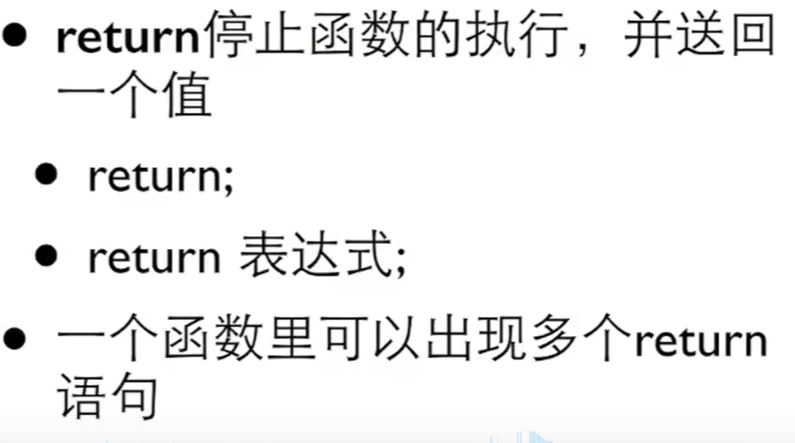 ● return停止函数的执行，并送回
一个值
● return;
● return 表达式;
● 一个函数里可以出现多个return
语句